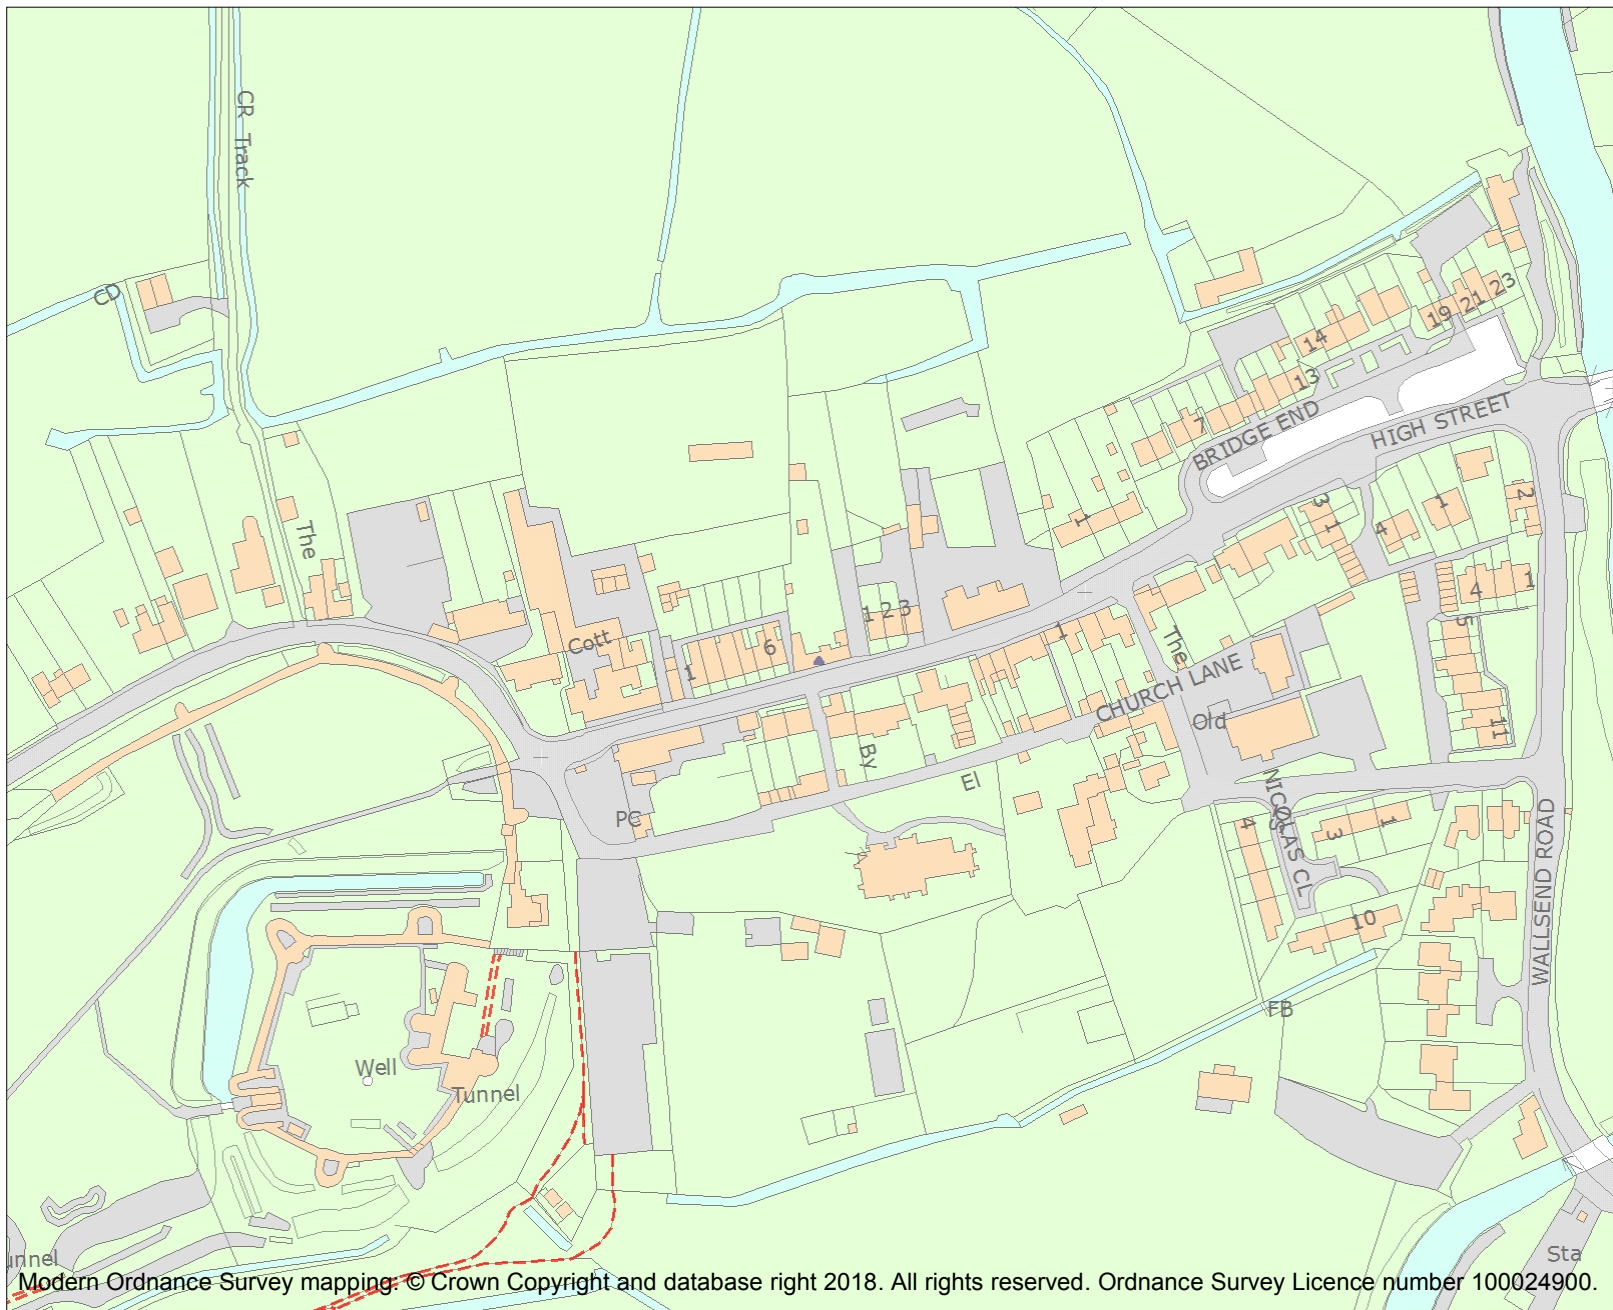 CR Track
CD
19 21 23
14
13
HIGH STREET
BRIDGE END
7
1
The
3
1
4
1
2
1 2 3
4
1
Cott
6
1
1
The
5
CHURCH LANE
Old
11
By
El
PC
NICOLAS CL
4
3
1
WALLSEND ROAD
10
FB
Well
Tunnel
unnel
Sta
Modern Ordnance Survey mapping: © Crown Copyright and database right 2018. All rights reserved. Ordnance Survey Licence number 100024900.